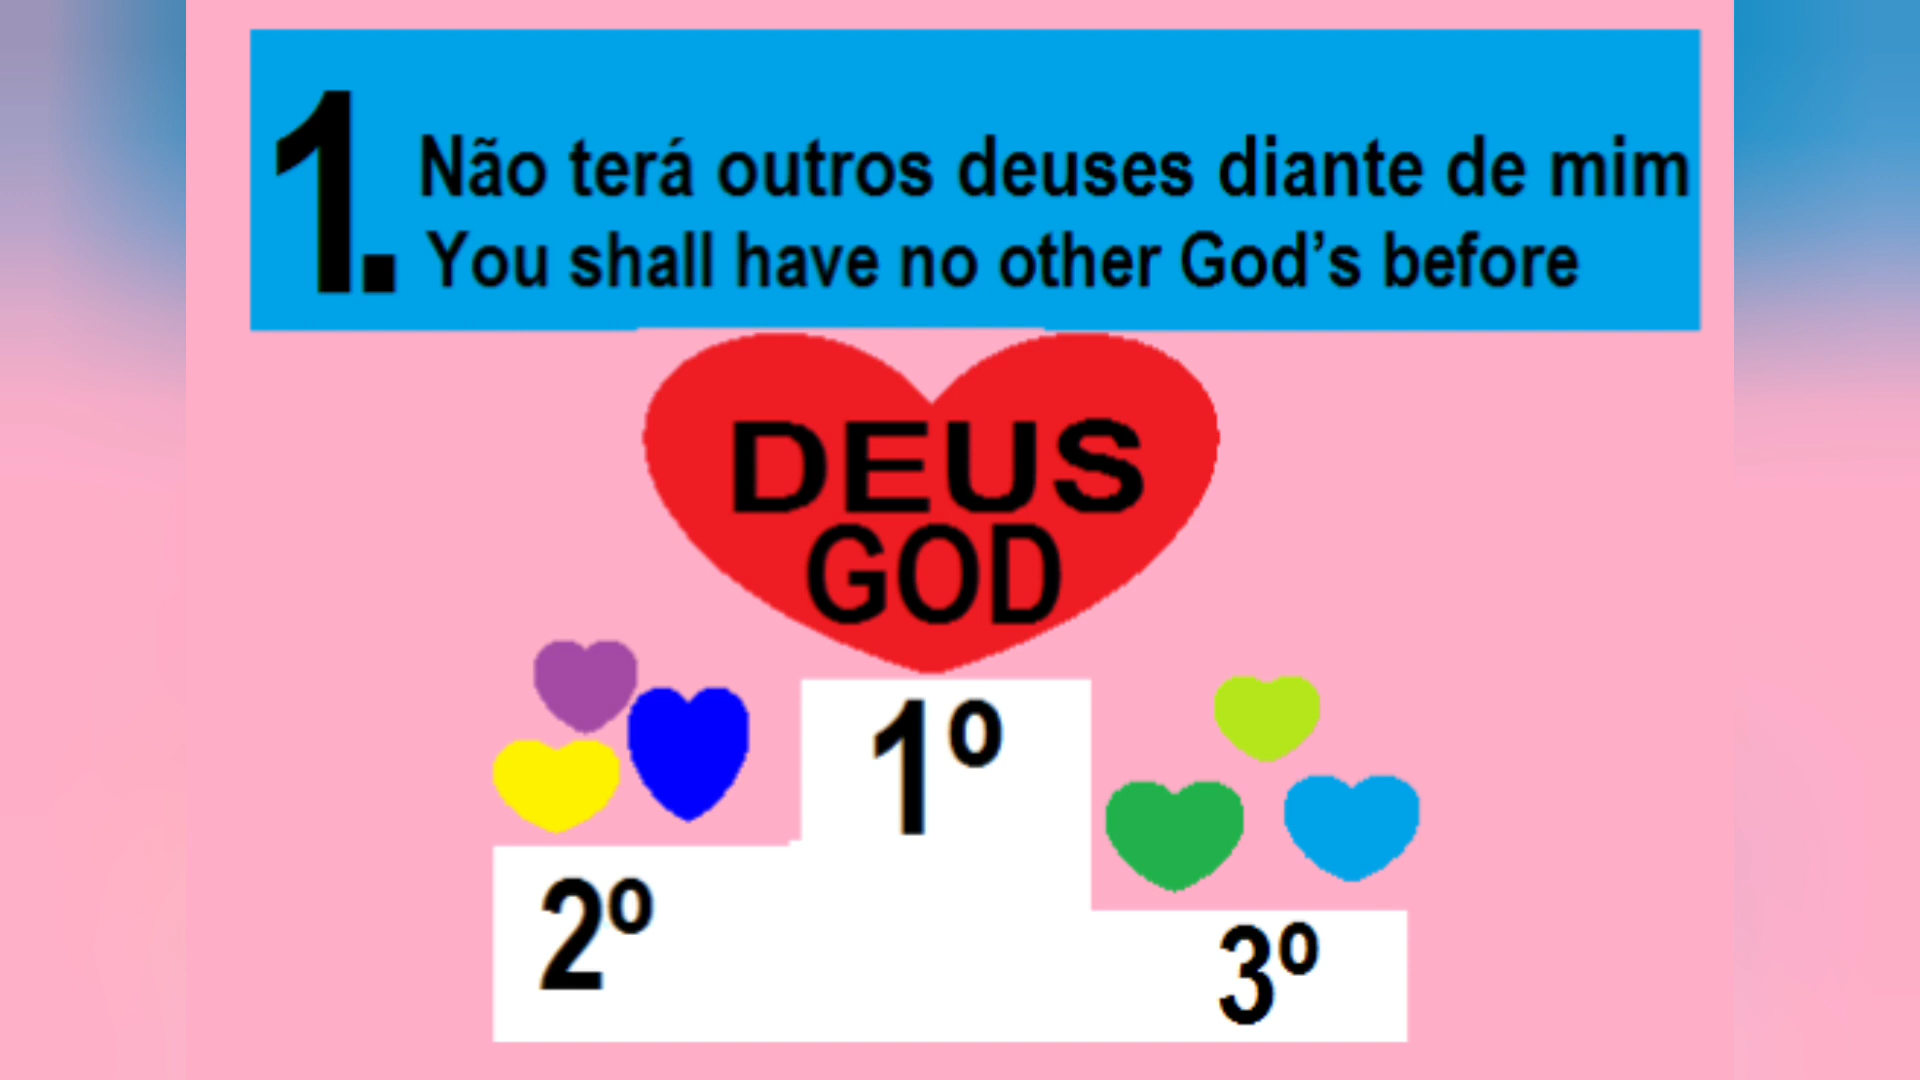 1. Não terá outros deuses diante de mim
You shall have no other God’s before
DEUS
GOD
1º
2º
3º